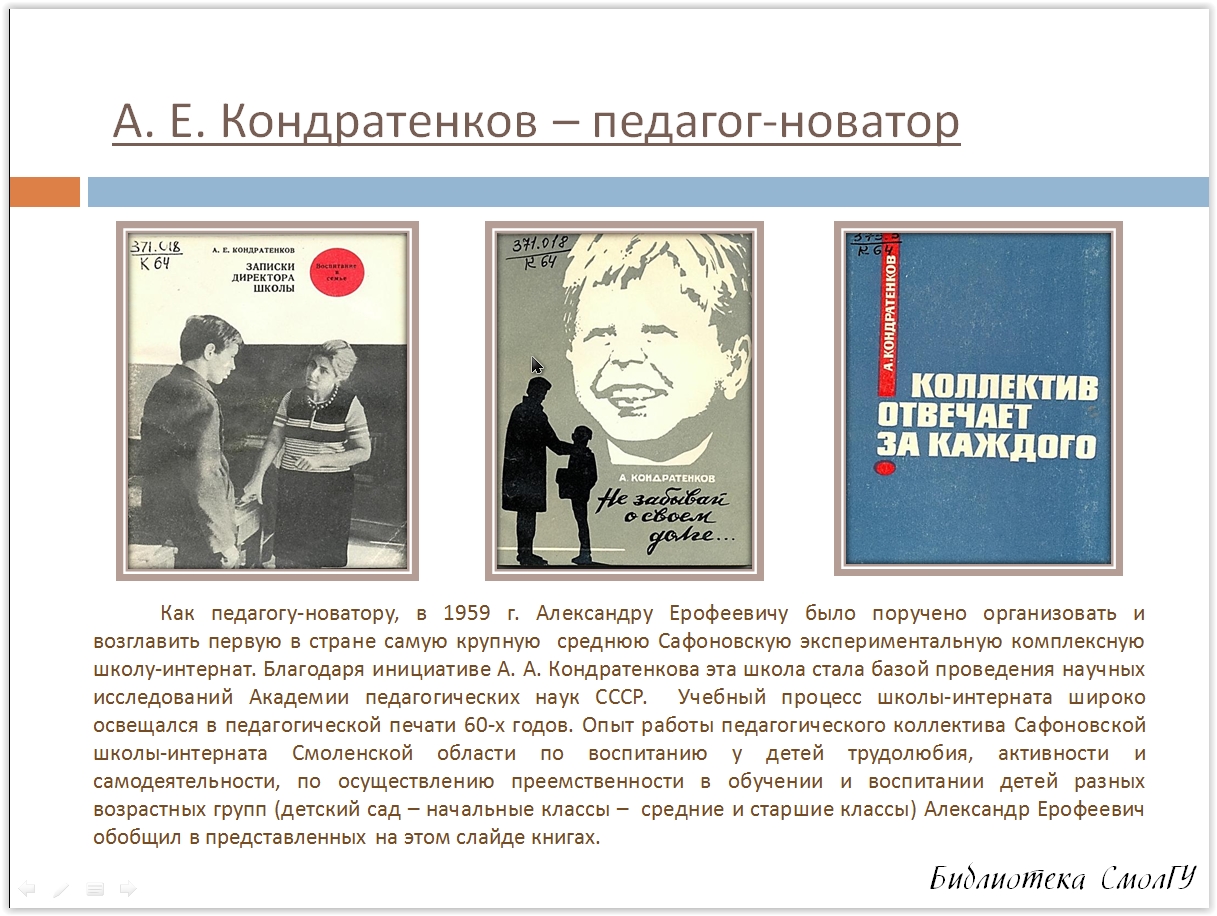 А. Е. Кондратенков – педагог-новатор
371.018
К 64
А. Е. КОНДРАТЕНКОВ
ЗАПИСКИ
ДИРЕКТОРА
ШКОЛЫ
Воспитание
в
семье
371.018
К 64
А. КОНДРАТЕНКОВ
Не забывай
о своем
долге...
К 64
А. КОНДРАТЕНКОВ
КОЛЛЕКТИВ
ОТВЕЧАЕТ
ЗА КАЖДОГО
Как педагогу-новатору, в 1959 г. Александру Ерофеевичу было поручено организовать и
возглавить первую в стране самую крупную среднюю Сафоновскую экспериментальную комплексную
школу-интернат. Благодаря инициативе А. А. Кондратенкова эта школа стала базой проведения научных
исследований Академии педагогических наук СССР. Учебный процесс школы-интерната широко
освещался в педагогической печати 60-х годов. Опыт работы педагогического коллектива Сафоновской
школы-интерната Смоленской области по воспитанию у детей трудолюбия, активности и
самодеятельности, по осуществлению преемственности в обучении и воспитании детей разных
возрастных групп (детский сад – начальные классы – средние и старшие классы) Александр Ерофеевич
обобщил в представленных на этом слайде книгах.
Библиотека СмолГУ